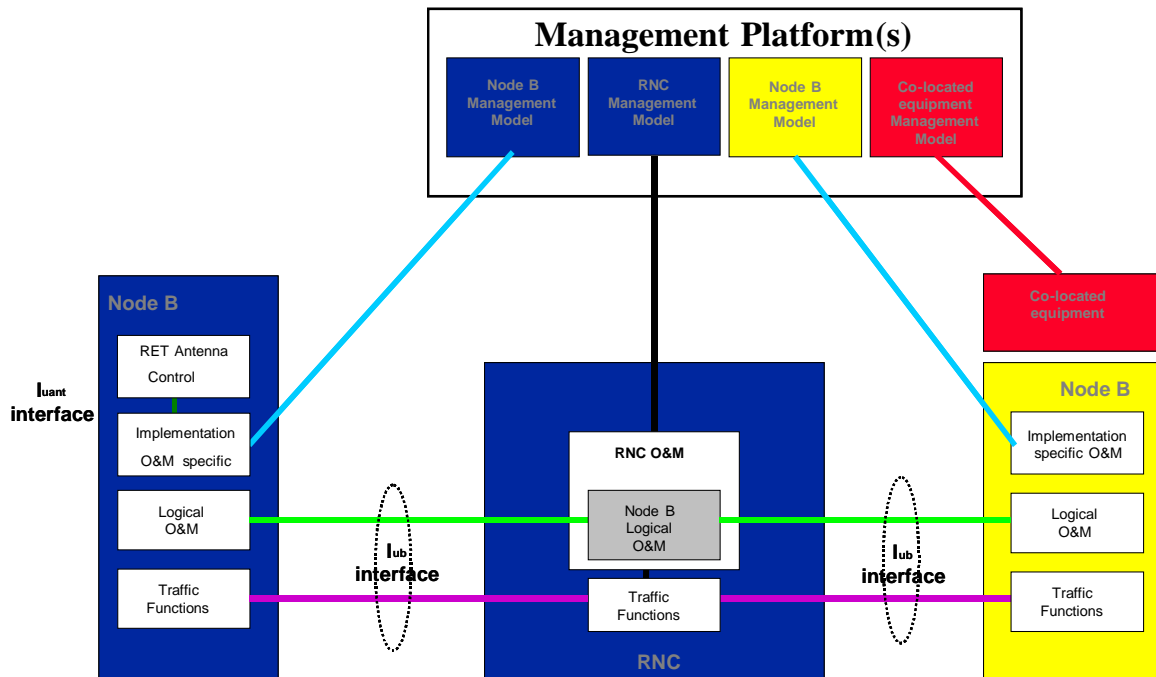 Management Platform(s)
Node B
Management
Model
RNC
Management
Model
Node B
Management
Model
Co-located
equipment
Management
Model
Node B
RET Antenna
Control
Iuant
interface
Implementation
O&M specific
Logical
O&M
Traffic
Functions
Iub
interface
RNC O&M
Node B
Logical
O&M
Traffic
Functions
RNC
Iub
interface
Co-located
equipment
Node B
Implementation
specific O&M
Logical
O&M
Traffic
Functions